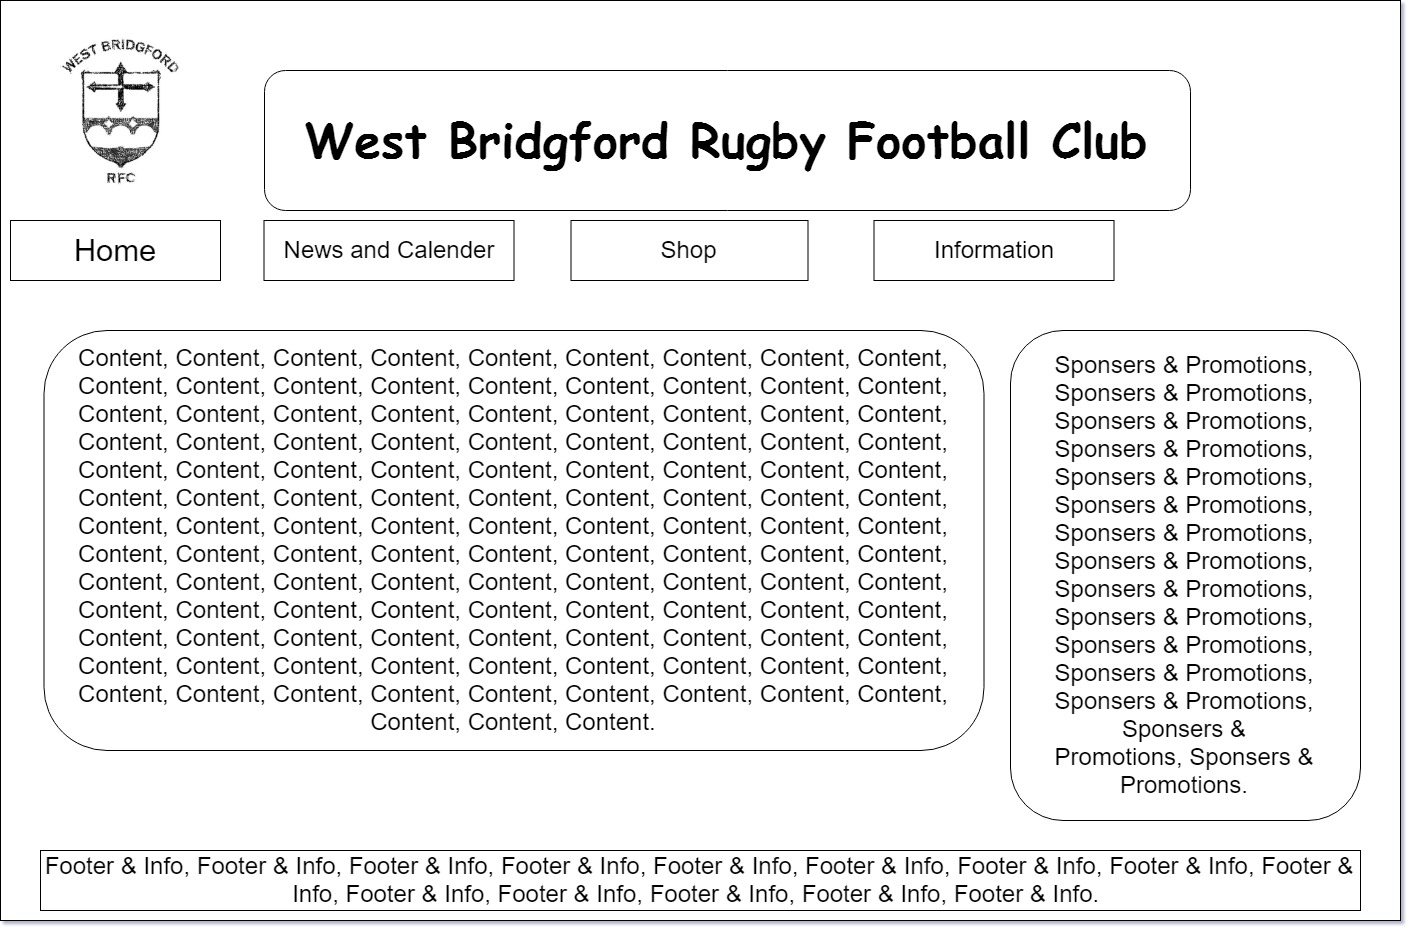 WEST BRIDGFORD
RFC
West Bridgford Rugby Football Club
Home
News and Calender
Shop
Information
Content, Content, Content, Content, Content, Content, Content, Content, Content,
Content, Content, Content, Content, Content, Content, Content, Content, Content,
Content, Content, Content, Content, Content, Content, Content, Content, Content,
Content, Content, Content, Content, Content, Content, Content, Content, Content,
Content, Content, Content, Content, Content, Content, Content, Content, Content,
Content, Content, Content, Content, Content, Content, Content, Content, Content,
Content, Content, Content, Content, Content, Content, Content, Content, Content,
Content, Content, Content, Content, Content, Content, Content, Content, Content,
Content, Content, Content, Content, Content, Content, Content, Content, Content,
Content, Content, Content, Content, Content, Content, Content, Content, Content,
Content, Content, Content, Content, Content, Content, Content, Content, Content,
Content, Content, Content, Content, Content, Content, Content, Content, Content,
Content, Content, Content, Content, Content, Content, Content, Content, Content,
Content, Content, Content.
Sponsers & Promotions,
Sponsers & Promotions,
Sponsers & Promotions,
Sponsers & Promotions,
Sponsers & Promotions,
Sponsers & Promotions,
Sponsers & Promotions,
Sponsers & Promotions,
Sponsers & Promotions,
Sponsers & Promotions,
Sponsers & Promotions,
Sponsers & Promotions,
Sponsers & Promotions,
Sponsers &
Promotions, Sponsers &
Promotions.
Footer & Info, Footer & Info, Footer & Info, Footer & Info, Footer & Info, Footer & Info, Footer & Info, Footer & Info, Footer &
Info, Footer & Info, Footer & Info, Footer & Info, Footer & Info, Footer & Info.